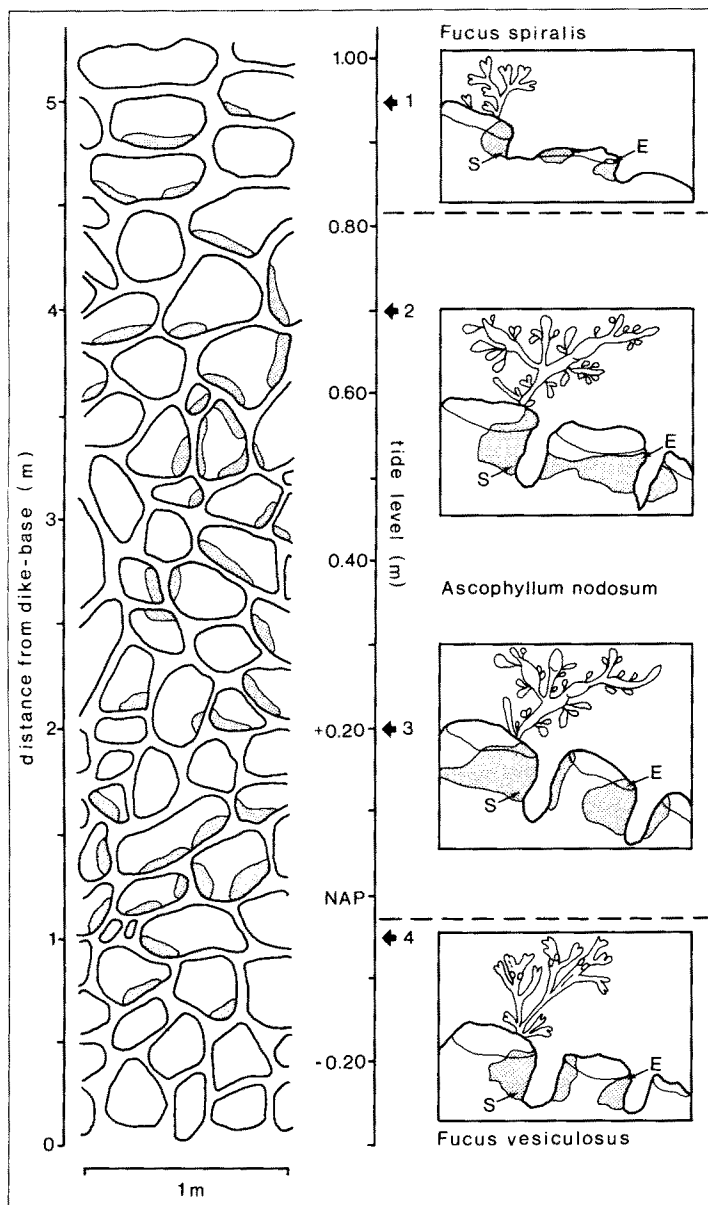 distance from dike-base (m)
5
4
3
2
1
0
1m
tide level (m)
1.00
0.80
0.60
0.40
+0.20
NAP
-0.20
1
2
3
4
Fucus spiralis
S
E
S
E
Ascophyllum nodosum
S
E
S
E
Fucus vesiculosus